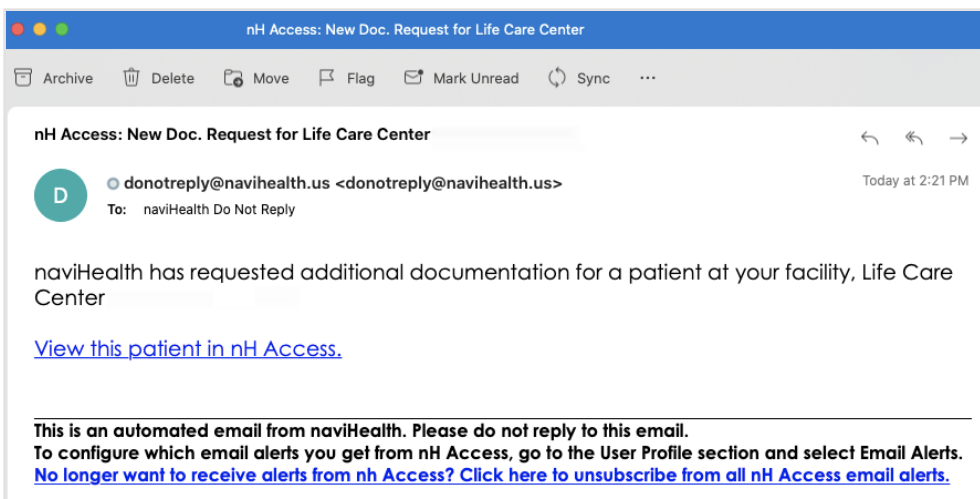 nH Access: New Doc. Request for Life Care Center
Archive Delete Move Flag Mark Unread Sync ...
nH Access: New Doc. Request for Life Care Center
D
donotreply@navihealth.us <donotreply@navihealth.us>
Today at 2:21 PM
To: naviHealth Do Not Reply
naviHealth has requested additional documentation for a patient at your facility, Life Care
Center
View this patient in nH Access.
This is an automated email from naviHealth. Please do not reply to this email.
To configure which email alerts you get from nH Access, go to the User Profile section and select Email Alerts.
No longer want to receive alerts from nh Access? Click here to unsubscribe from all nH Access email alerts.